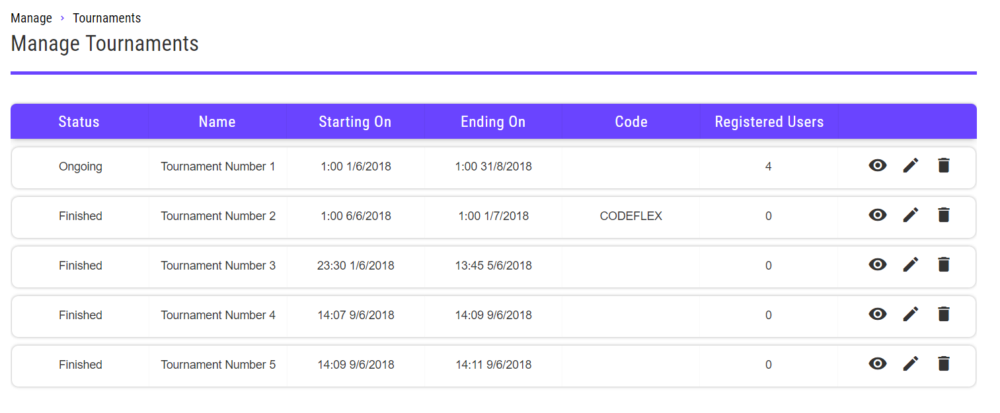 Manage › Tournaments
Manage Tournaments
Status Name Starting On Ending On Code Registered Users
Ongoing Tournament Number 1 1:00 1/6/2018 1:00 31/8/2018 4
Finished Tournament Number 2 1:00 6/6/2018 1:00 1/7/2018 CODEFLEX 0
Finished Tournament Number 3 23:30 1/6/2018 13:45 5/6/2018 0
Finished Tournament Number 4 14:07 9/6/2018 14:09 9/6/2018 0
Finished Tournament Number 5 14:09 9/6/2018 14:11 9/6/2018 0